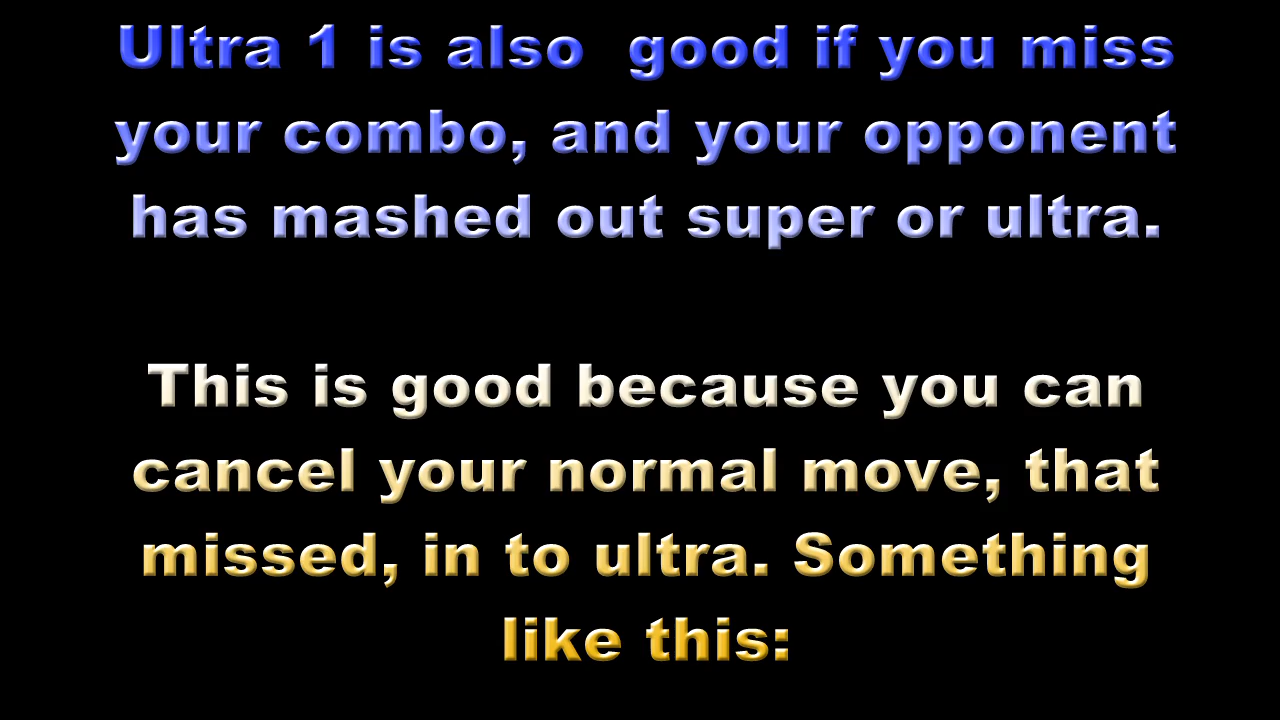 Ultra 1 is also  good if you miss
your combo, and your opponent
has mashed out super or ultra.
This is good because you can
cancel your normal move, that
missed, in to ultra. Something
like this: